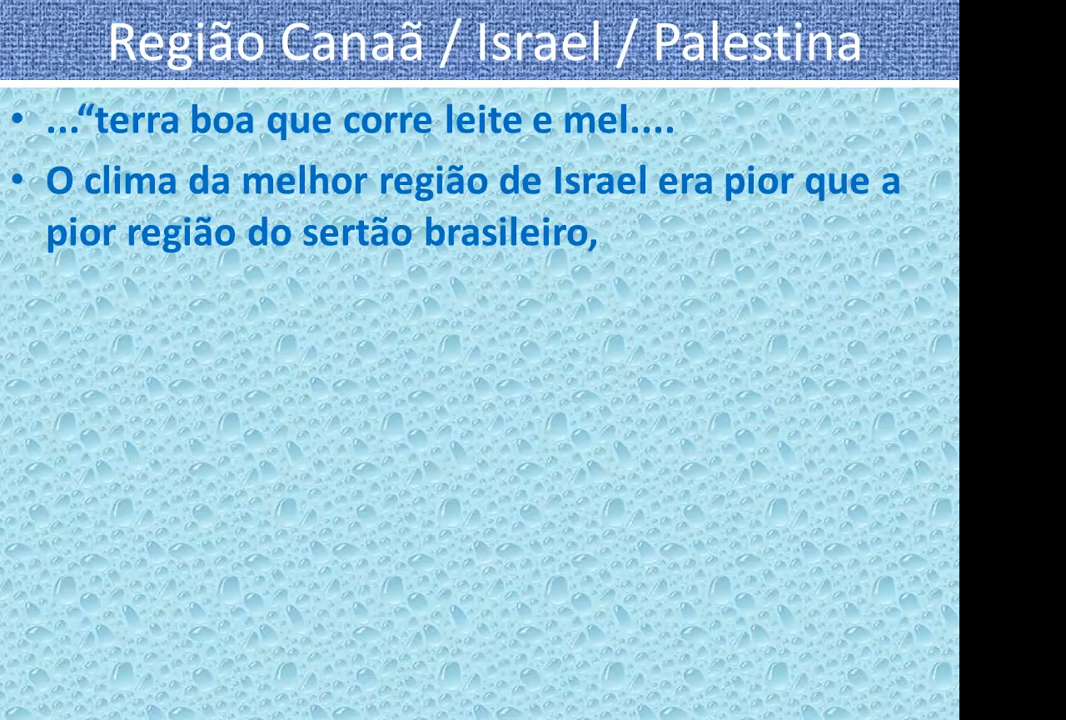 Região Canaã / Israel / Palestina
• ...“terra boa que corre leite e mel....
• O clima da melhor região de Israel era pior que a
pior região do sertão brasileiro,